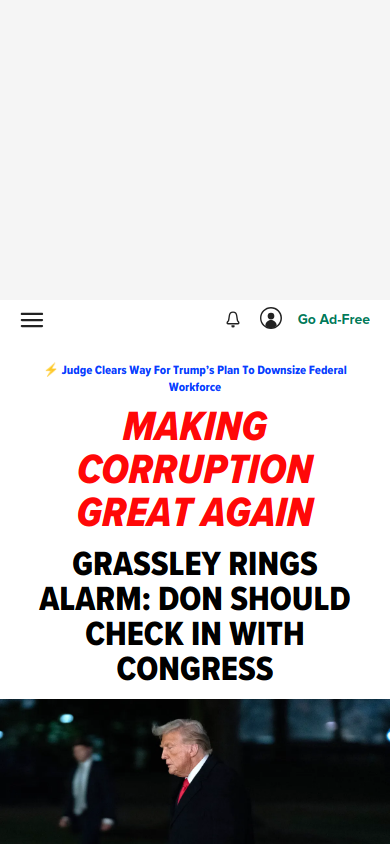 Go Ad-Free
⚡ Judge Clears Way For Trump's Plan To Downsize Federal
Workforce
MAKING
CORRUPTION
GREAT AGAIN
GRASSLEY RINGS
ALARM: DON SHOULD
CHECK IN WITH
CONGRESS